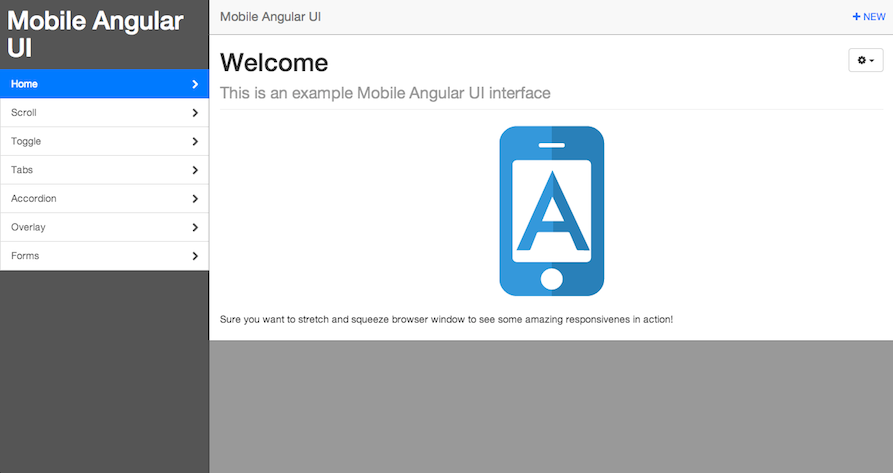 Mobile Angular
UI
Home
Scroll
Toggle
Tabs
Accordion
Overlay
Forms
Mobile Angular UI
NEW
Welcome
This is an example Mobile Angular UI interface
A
Sure you want to stretch and squeeze browser window to see some amazing responsivenes in action!